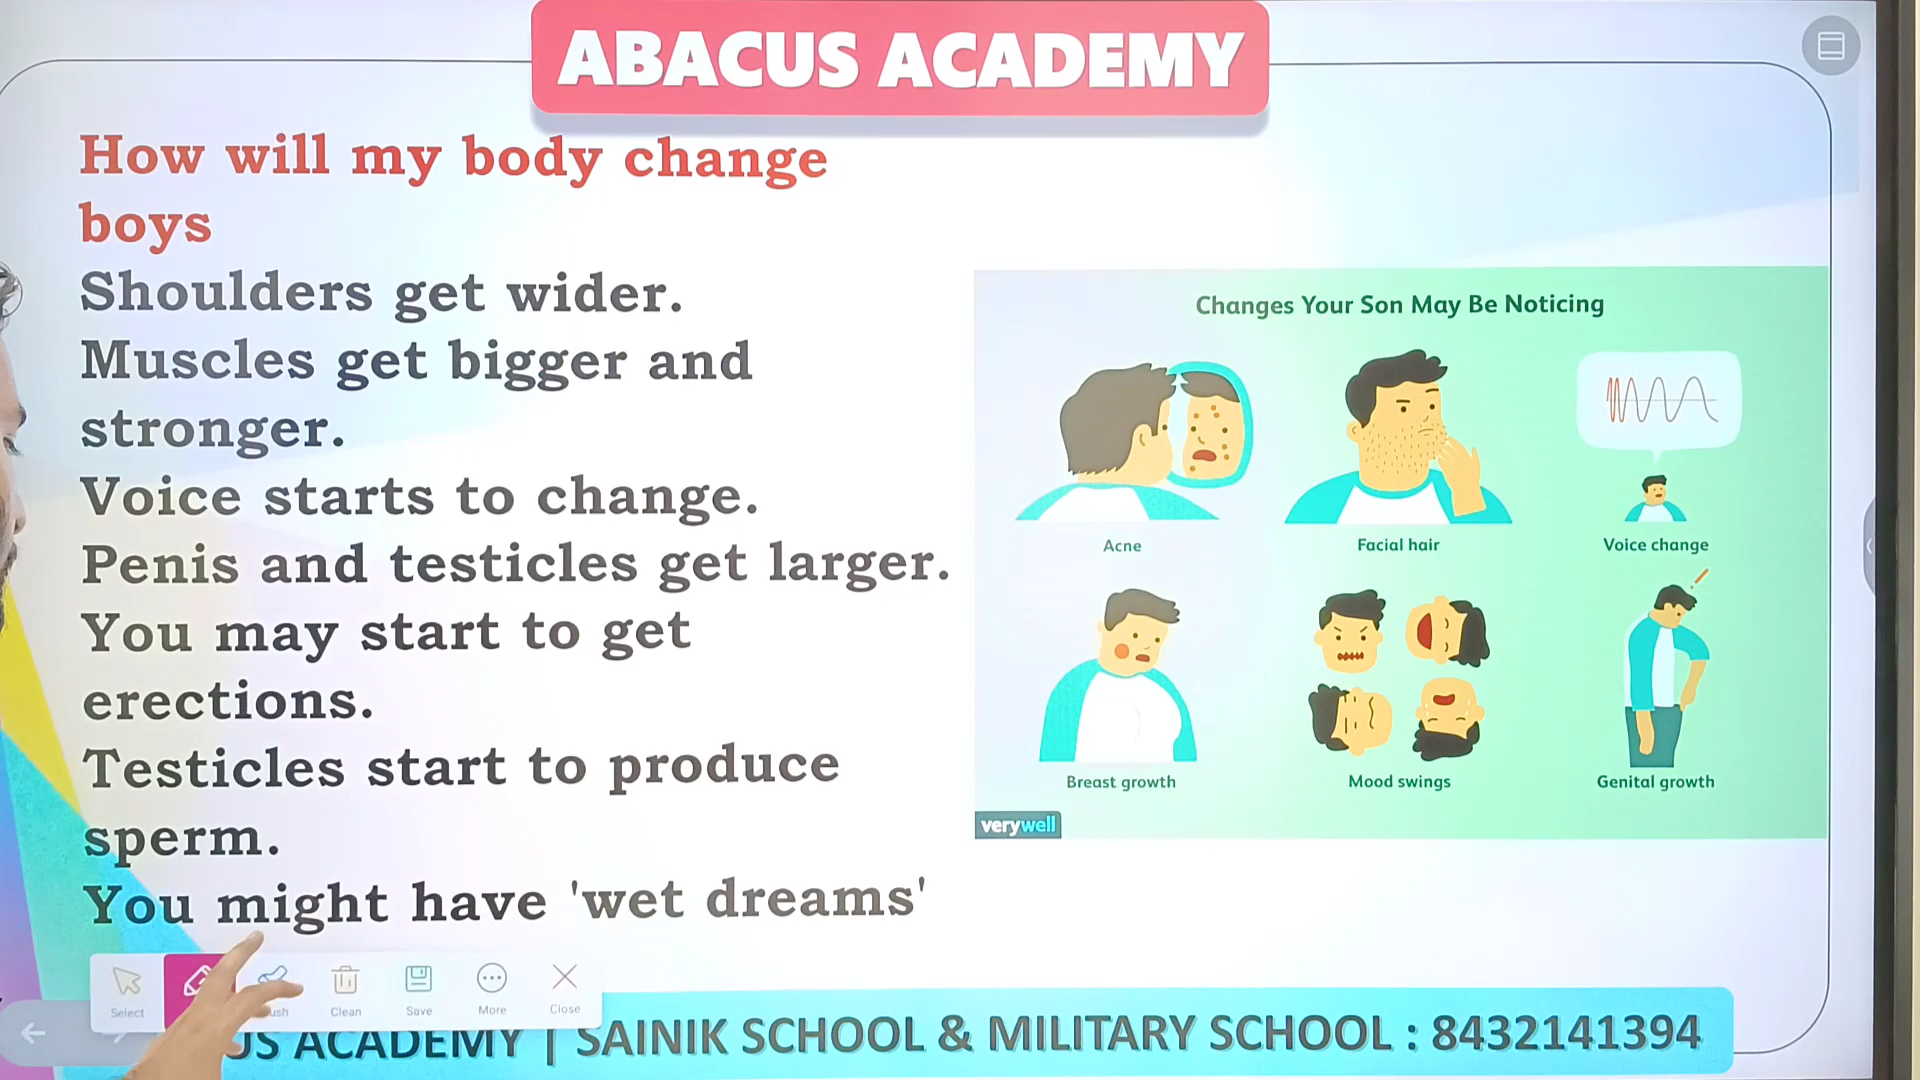 ABACUS ACADEMY
How will my body change
boys
Shoulders get wider.
Muscles get bigger and
stronger.
Voice starts to change.
Penis and testicles get larger.
You may start to get
erections.
Testicles start to produce
sperm.
You might have 'wet dreams'
Changes Your Son May Be Noticing
Acne
Facial hair
Voice change
Breast growth
Mood swings
Genital growth
verywell
Select
Clean
Save
More
Close
ACADEMY | SAINIK SCHOOL & MILITARY SCHOOL : 8432141394